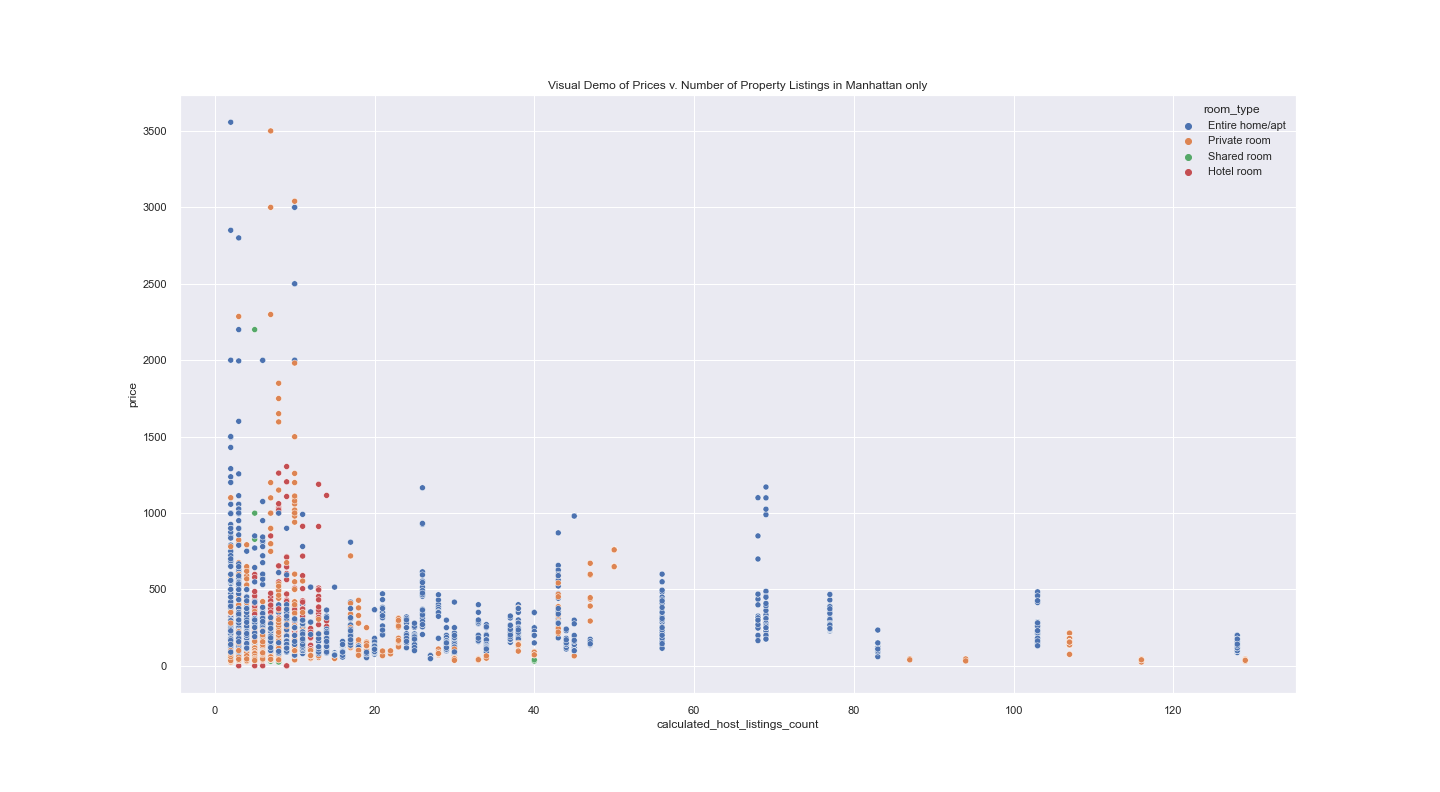 Visual Demo of Prices v. Number of Property Listings in Manhattan only
room_type
Entire home/apt
Private room
Shared room
Hotel room
3500
3000
2500
2000
1500
1000
500
0
price
0 20 40 60 80 100 120
calculated_host_listings_count